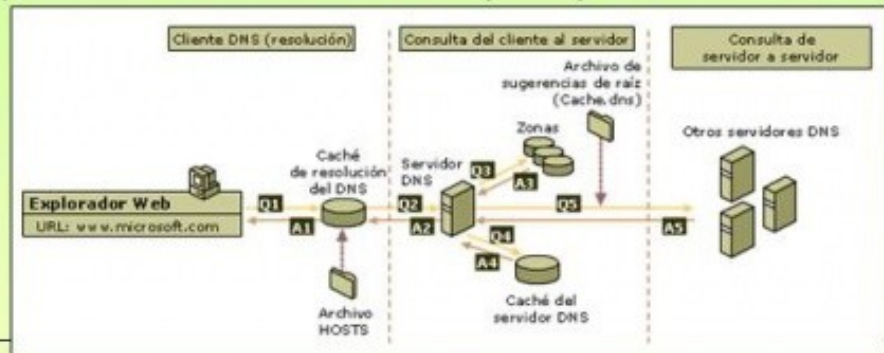 Cliente DNS (resolución)
Consulta del cliente al servidor
Consulta de
servidor a servidor
Archivo de
sugerencias de raíz
(Cache.dns)
Zonas
Otros servidores DNS
Caché
de resolución
del DNS
Servidor
DNS
Q3
A3
Explorador Web
URL: www.microsoft.com
Q1
A1
Q2
A2
Q5
A5
Q4
A4
Archivo
HOSTS
Caché del
servidor DNS